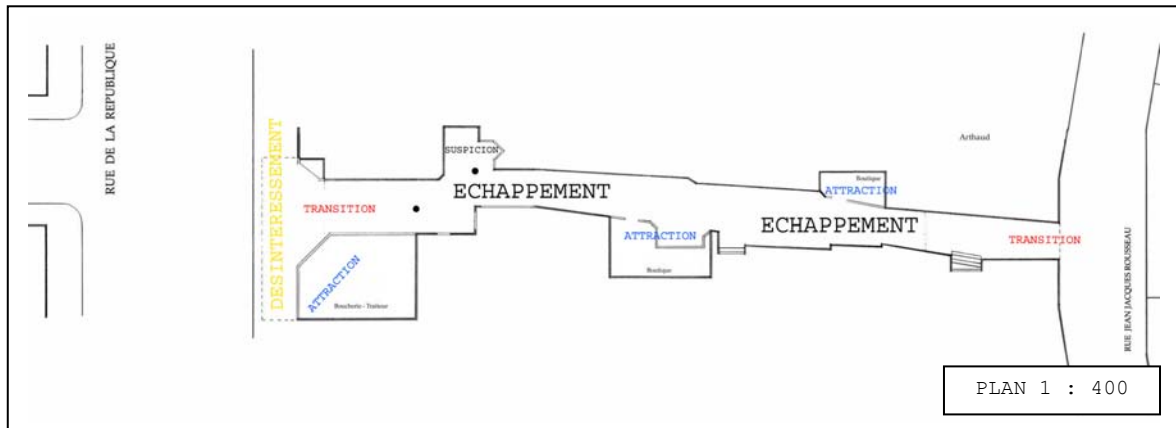 RUE DE LA REPUBLIQUE
DESINTERESSEMENT
TRANSITION
ATTRACTION
Boucherie - Traiteur
SUSPICION
ECHAPPEMENT
ATTRACTION
Boutique
Boutique
ATTRACTION
ECHAPPEMENT
Arthaud
TRANSITION
RUE JEAN JACQUES ROUSSEAU
PLAN 1 : 400